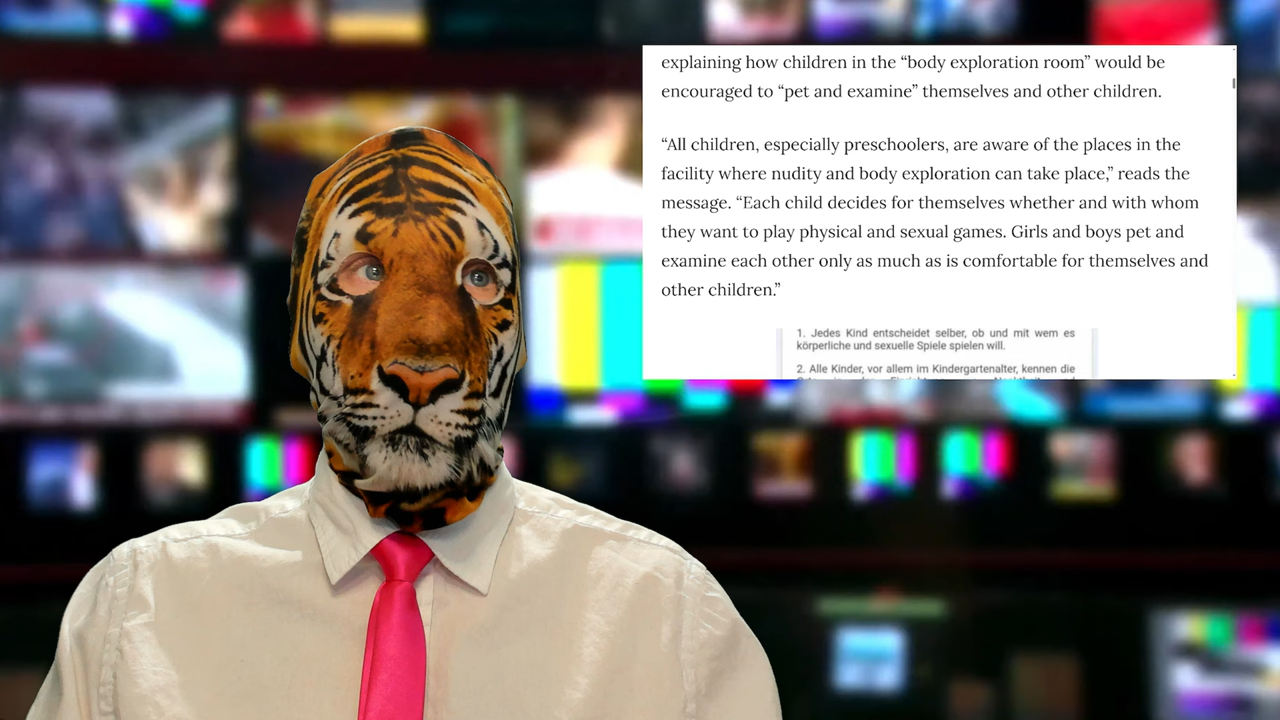 explaining how children in the “body exploration room” would be
encouraged to “pet and examine” themselves and other children.
“All children, especially preschoolers, are aware of the places in the
facility where nudity and body exploration can take place,” reads the
message. “Each child decides for themselves whether and with whom
they want to play physical and sexual games. Girls and boys pet and
examine each other only as much as is comfortable for themselves and
other children.”
1. Jedes Kind entscheidet selber, ob und mit wem es
körperliche und sexuelle Spiele spielen will.
2. Alle Kinder, vor allem im Kindergartenalter, kennen die